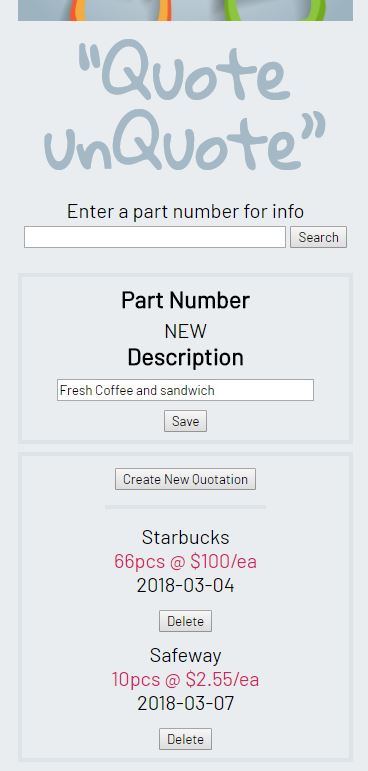 "Quote
unQuote"
Enter a part number for info
Search
Part Number
NEW
Description
Fresh Coffee and sandwich
Save
Create New Quotation
Starbucks
66pcs @ $100/ea
2018-03-04
Delete
Safeway
10pcs @ $2.55/ea
2018-03-07
Delete